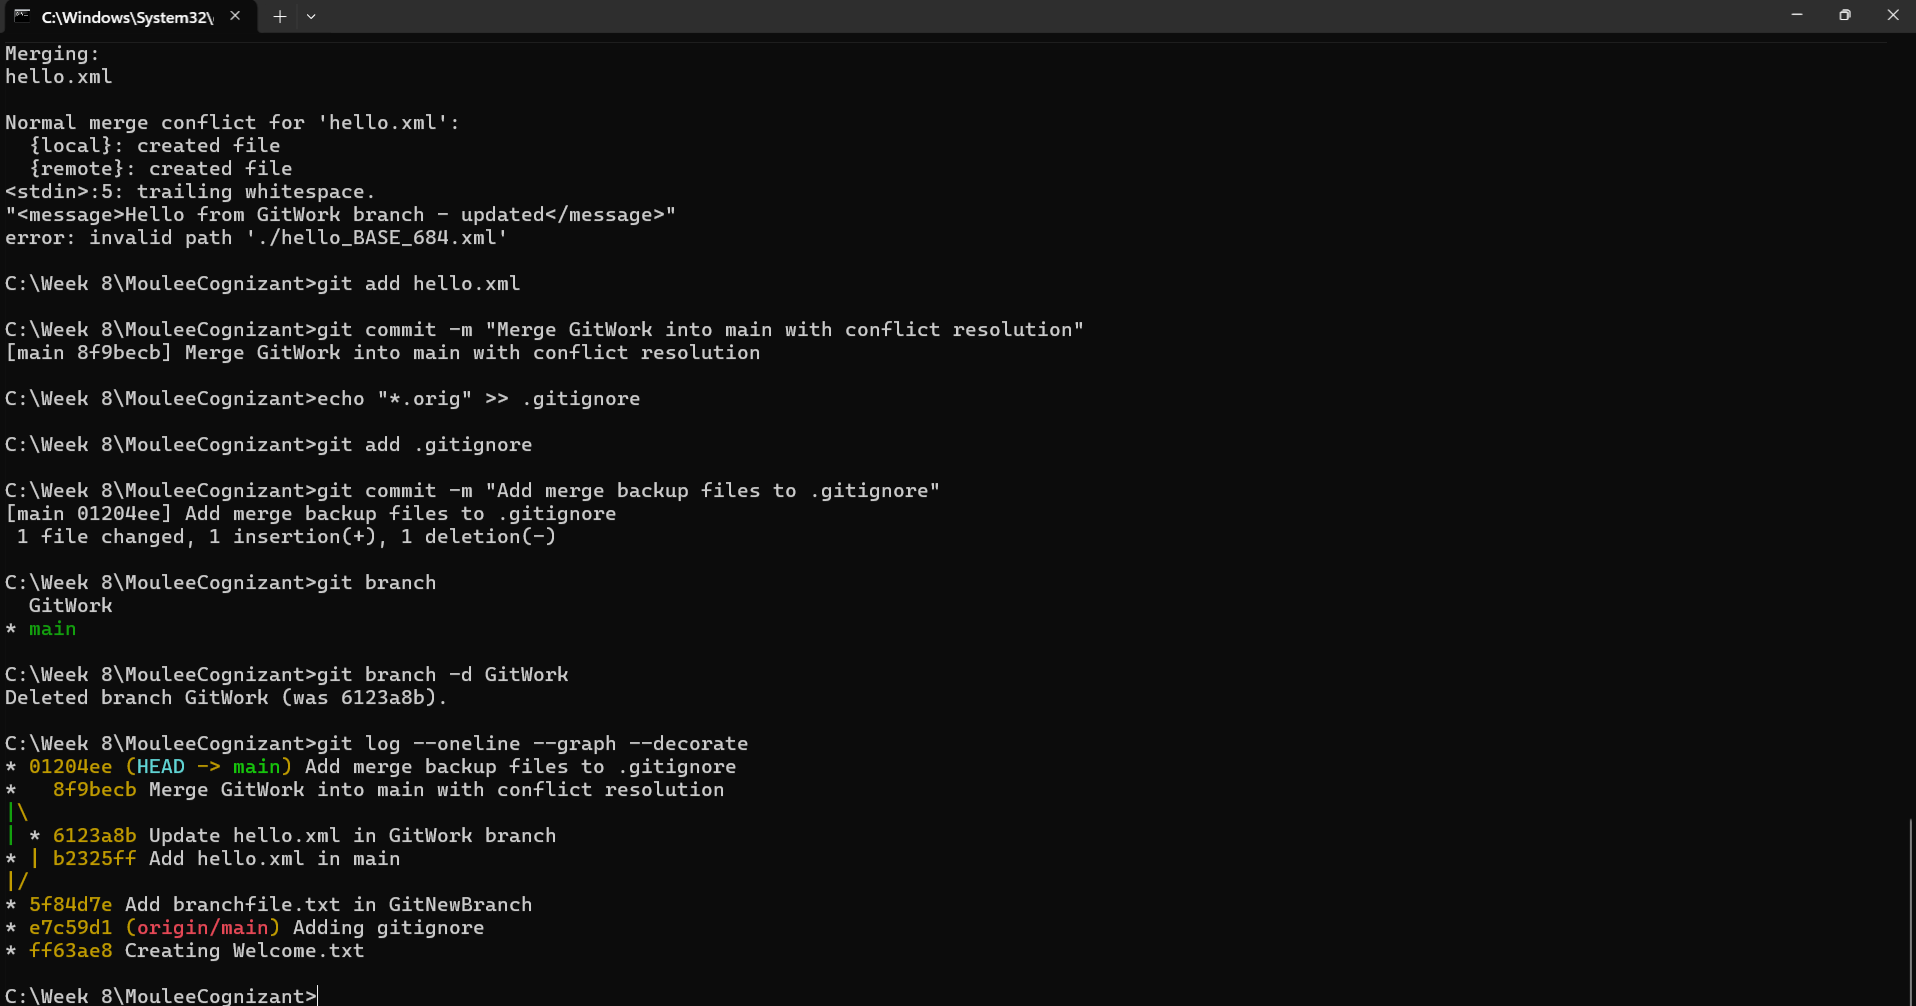 C:\Windows\System32\
Merging:
hello.xml
Normal merge conflict for 'hello.xml':
  {local}: created file
  {remote}: created file
<stdin>:5: trailing whitespace.
"<message>Hello from GitWork branch - updated</message>"
error: invalid path './hello_BASE_684.xml'
C:\Week 8\MouleeCognizant>git add hello.xml
C:\Week 8\MouleeCognizant>git commit -m "Merge GitWork into main with conflict resolution"
[main 8f9becb] Merge GitWork into main with conflict resolution
C:\Week 8\MouleeCognizant>echo "*.orig" >> .gitignore
C:\Week 8\MouleeCognizant>git add .gitignore
C:\Week 8\MouleeCognizant>git commit -m "Add merge backup files to .gitignore"
[main 01204ee] Add merge backup files to .gitignore
 1 file changed, 1 insertion(+), 1 deletion(-)
C:\Week 8\MouleeCognizant>git branch
  GitWork
* main
C:\Week 8\MouleeCognizant>git branch -d GitWork
Deleted branch GitWork (was 6123a8b).
C:\Week 8\MouleeCognizant>git log --oneline --graph --decorate
* 01204ee (HEAD -> main) Add merge backup files to .gitignore
*   8f9becb Merge GitWork into main with conflict resolution
|\
| * 6123a8b Update hello.xml in GitWork branch
* | b2325ff Add hello.xml in main
|/
* 5f84d7e Add branchfile.txt in GitNewBranch
* e7c59d1 (origin/main) Adding gitignore
* ff63ae8 Creating Welcome.txt
C:\Week 8\MouleeCognizant>